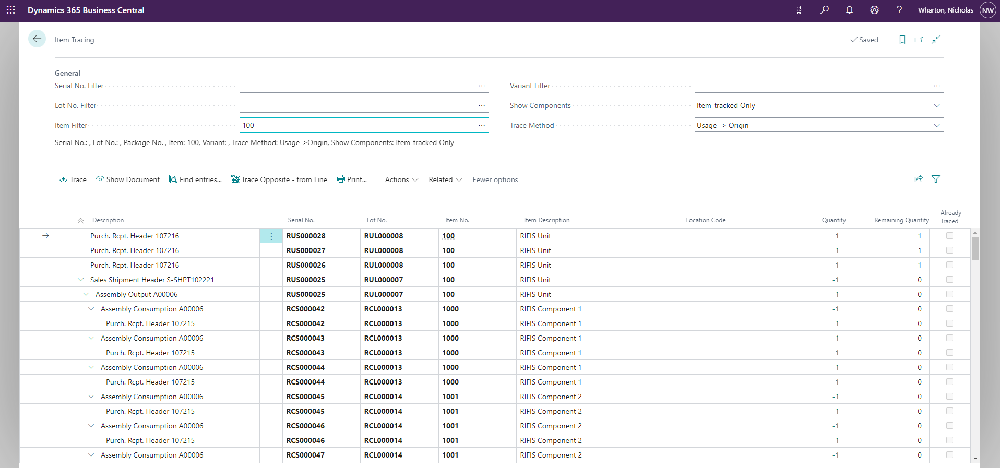 Dynamics 365 Business Central
Wharton, Nicholas NW
Item Tracing
Saved
General
Serial No. Filter
Variant Filter
Lot No. Filter
Show Components Item-tracked Only
Item Filter 100
Trace Method Usage -> Origin
Serial No.: , Lot No.: , Package No. , Item: 100, Variant: , Trace Method: Usage->Origin, Show Components: Item-tracked Only
Trace Show Document Find entries... Trace Opposite - from Line Print... Actions Related Fewer options
Description Serial No. Lot No. Item No. Item Description Location Code Quantity Remaining Quantity Already Traced
Purch. Rcpt. Header 107216 RUS000028 RUL000008 100 RIFIS Unit 1 1
Purch. Rcpt. Header 107216 RUS000027 RUL000008 100 RIFIS Unit 1 1
Purch. Rcpt. Header 107216 RUS000026 RUL000008 100 RIFIS Unit 1 1
Sales Shipment Header S-SHPT102221 RUS000025 RUL000007 100 RIFIS Unit -1 0
Assembly Output A00006 RUS000025 RUL000007 100 RIFIS Unit 1 0
Assembly Consumption A00006 RCS000042 RCL000013 1000 RIFIS Component 1 -1 0
Purch. Rcpt. Header 107215 RCS000042 RCL000013 1000 RIFIS Component 1 1 0
Assembly Consumption A00006 RCS000043 RCL000013 1000 RIFIS Component 1 -1 0
Purch. Rcpt. Header 107215 RCS000043 RCL000013 1000 RIFIS Component 1 1 0
Assembly Consumption A00006 RCS000044 RCL000013 1000 RIFIS Component 1 -1 0
Purch. Rcpt. Header 107215 RCS000044 RCL000013 1000 RIFIS Component 1 1 0
Assembly Consumption A00006 RCS000045 RCL000014 1001 RIFIS Component 2 -1 0
Purch. Rcpt. Header 107215 RCS000045 RCL000014 1001 RIFIS Component 2 1 0
Assembly Consumption A00006 RCS000046 RCL000014 1001 RIFIS Component 2 -1 0
Purch. Rcpt. Header 107215 RCS000046 RCL000014 1001 RIFIS Component 2 1 0
Assembly Consumption A00006 RCS000047 RCL000014 1001 RIFIS Component 2 -1 0